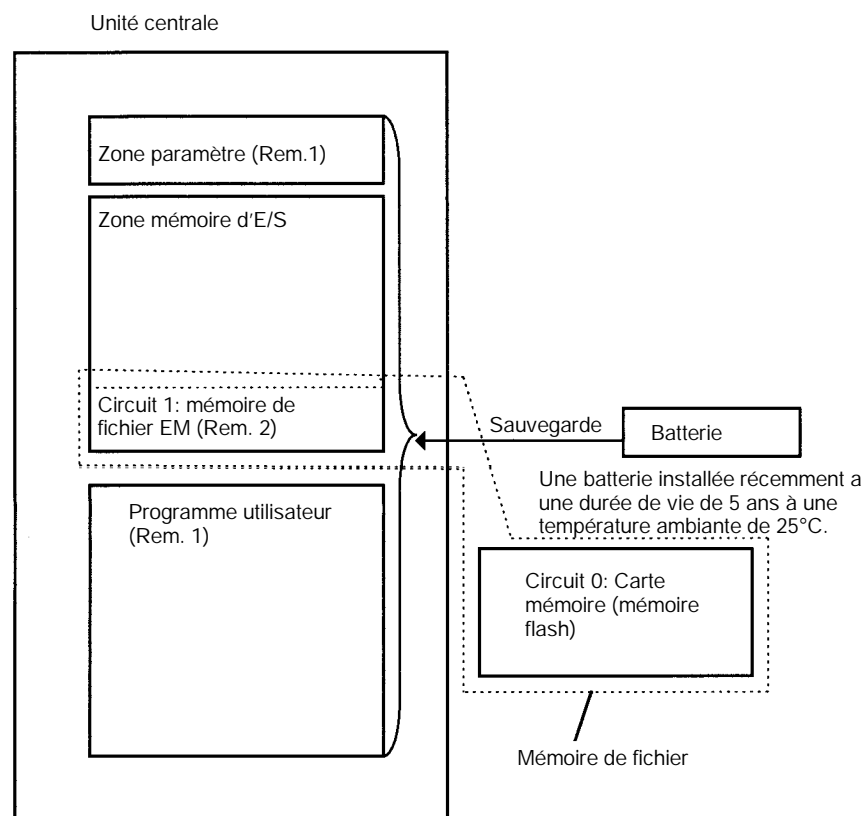 Unité centrale
Zone paramètre (Rem.1)
Zone mémoire d'E/S
Circuit 1: mémoire de
fichier EM (Rem. 2)
Sauvegarde
Batterie
Une batterie installée récemment a
une durée de vie de 5 ans à une
température ambiante de 25°C.
Programme utilisateur
(Rem. 1)
Circuit 0: Carte
mémoire (mémoire
flash)
Mémoire de fichier